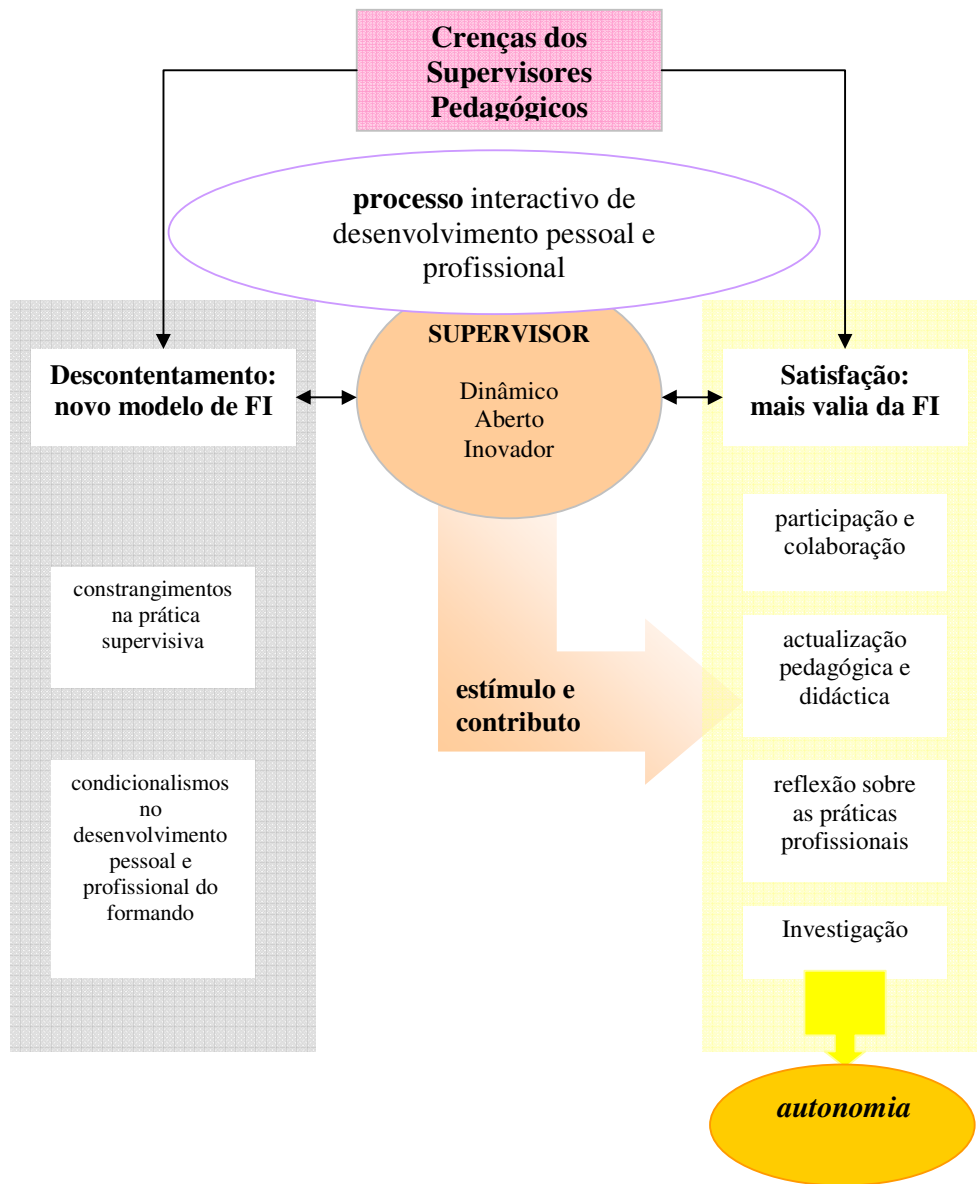 Crenças dos
Supervisores
Pedagógicos
processo interactivo de
desenvolvimento pessoal e
profissional
SUPERVISOR
Dinâmico
Aberto
Inovador
Descontentamento:
novo modelo de FI
constrangimentos
na prática
supervisiva
condicionalismos
no
desenvolvimento
pessoal e
profissional do
formando
estímulo e
contributo
Satisfação:
mais valia da FI
participação e
colaboração
actualização
pedagógica e
didáctica
reflexão sobre
as práticas
profissionais
Investigação
autonomia